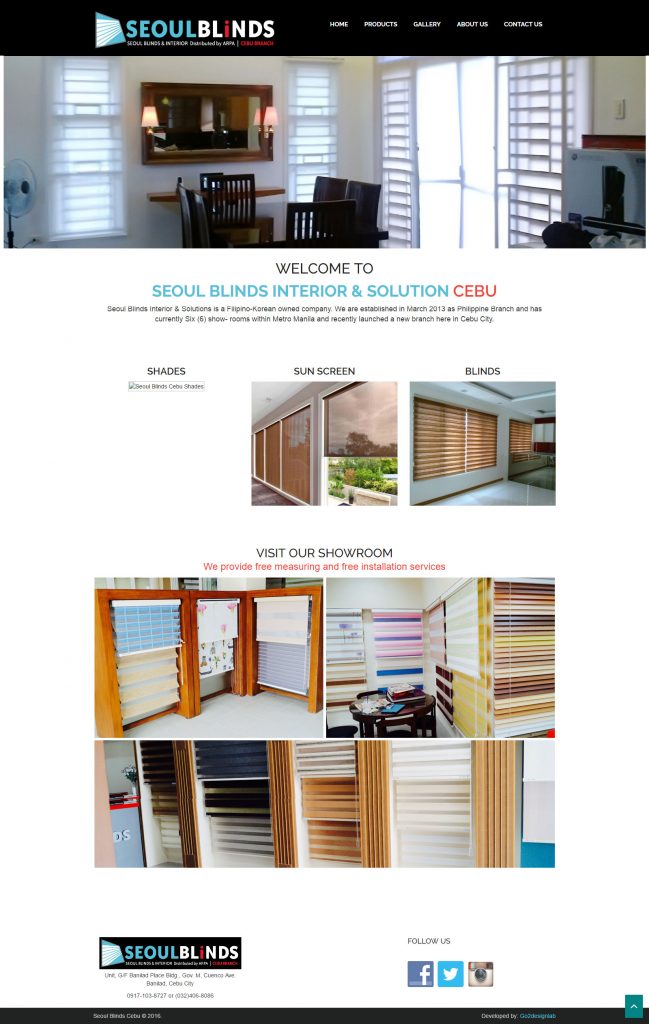 SEOULBLiNDS
SEOUL BLINDS & INTERIOR Distributed by ARPA | CEBU BRANCH
HOME PRODUCTS GALLERY ABOUT US CONTACT US
WELCOME TO
SEOUL BLINDS INTERIOR & SOLUTION CEBU
Seoul Blinds Interior & Solutions is a Filipino-Korean owned company. We are established in March 2013 as Philippine Branch and has
currently Six (6) show- rooms within Metro Manila and recently launched a new branch here in Cebu City.
SHADES SUN SCREEN BLINDS
Seoul Blinds Cebu Shades
VISIT OUR SHOWROOM
We provide free measuring and free installation services
DS
SEOULBLiNDS
SEOUL BLINDS & INTERIOR Distributed by ARPA | CEBU BRANCH
Unit, G/F Banilad Place Bldg., Gov. M, Cuenco Ave.
Banilad, Cebu City
0917-103-8727 or (032)406-8086
FOLLOW US
Seoul Blinds Cebu © 2016.
Developed by: Go2designlab